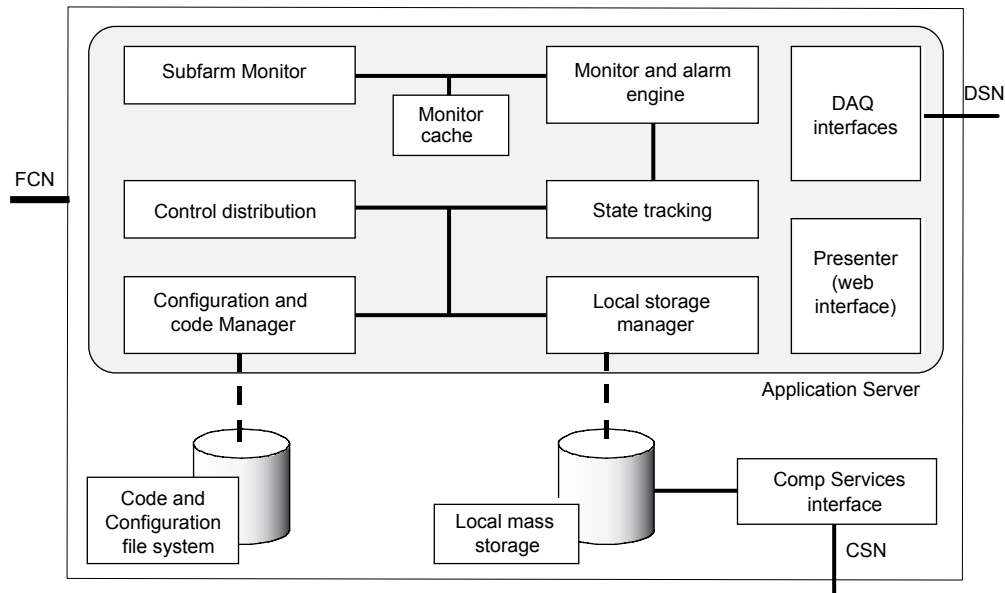 Subfarm Monitor
Monitor and alarm
engine
DAQ
interfaces
DSN
Monitor
cache
FCN
Control distribution
State tracking
Presenter
(web
interface)
Configuration and
code Manager
Local storage
manager
Application Server
Code and
Configuration
file system
Local mass
storage
Comp Services
interface
CSN